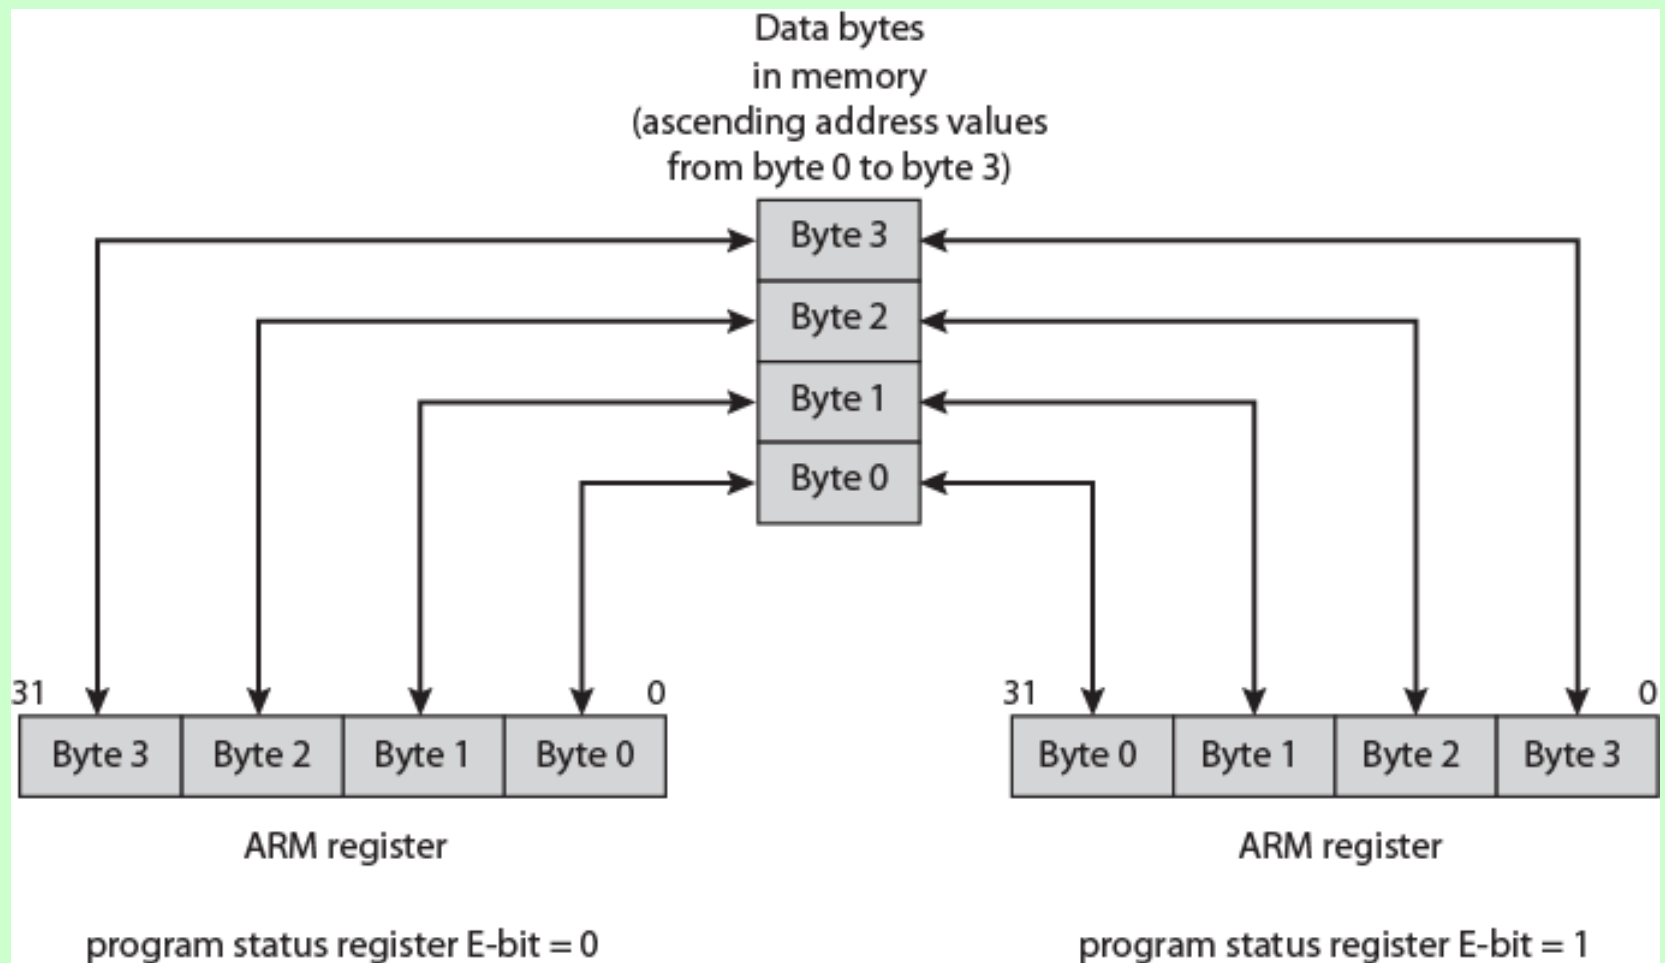 Data bytes
in memory
(ascending address values
from byte 0 to byte 3)
Byte 3
Byte 2
Byte 1
Byte 0
31 0 31 0
Byte 3 Byte 2 Byte 1 Byte 0 Byte 0 Byte 1 Byte 2 Byte 3
ARM register ARM register
program status register E-bit = 0 program status register E-bit = 1